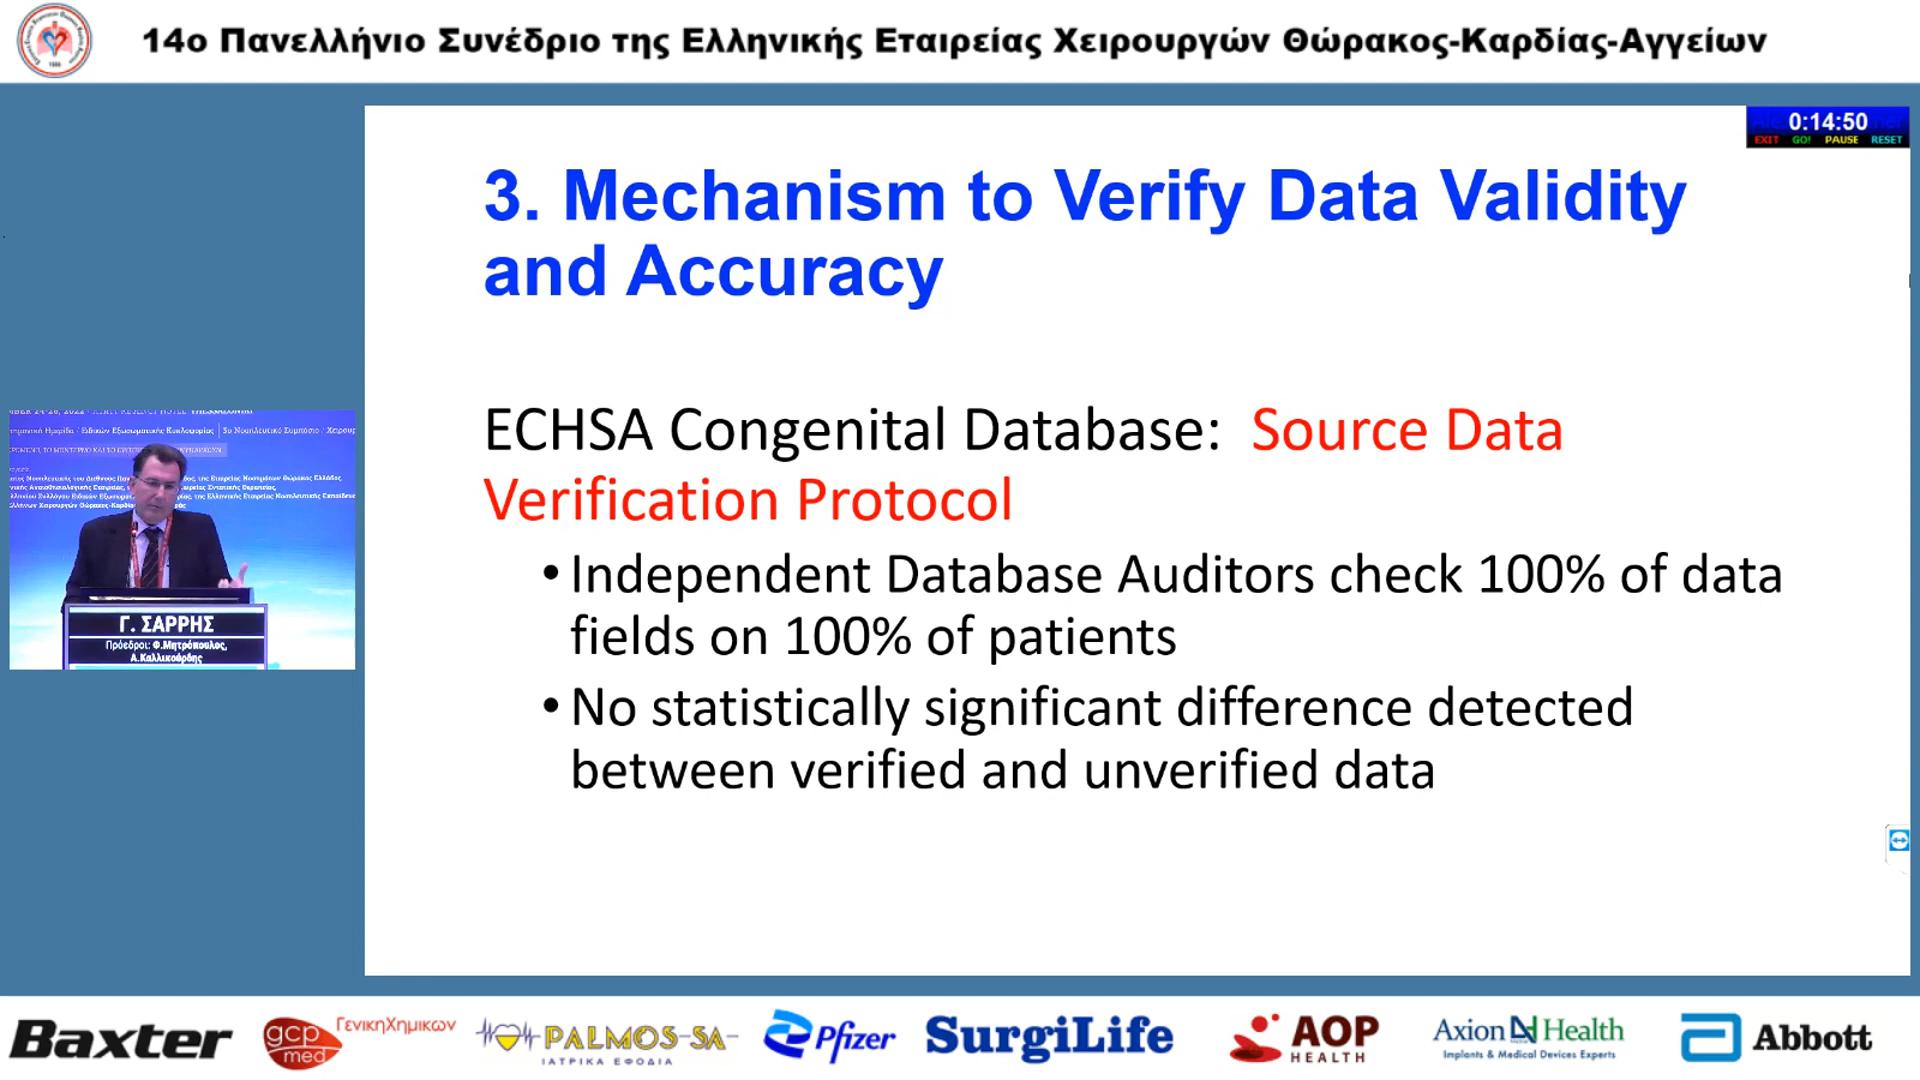 14ο Πανελλήνιο Συνέδριο της Ελληνικής Εταιρείας Χειρουργών Θώρακος-Καρδίας-Αγγείων
0:14:50
EXIT GO! PAUSE RESET
3. Mechanism to Verify Data Validity
and Accuracy
ECHSA Congenital Database: Source Data
Verification Protocol
•Independent Database Auditors check 100% of data
fields on 100% of patients
•No statistically significant difference detected
between verified and unverified data
Γ. ΣΑΡΡΗΣ
Πρόεδροι: Φ.Μητρόπουλος,
Α.Καλλικούρδης
Baxter
gcp
med
ΓενικηΧημικων
PALMOS-SA
ΙΑΤΡΙΚΑ ΕΦΟΔΙΑ
Pfizer
SurgiLife
AOP
HEALTH
Axion Health
Implants & Medical Devices Experts
Abbott